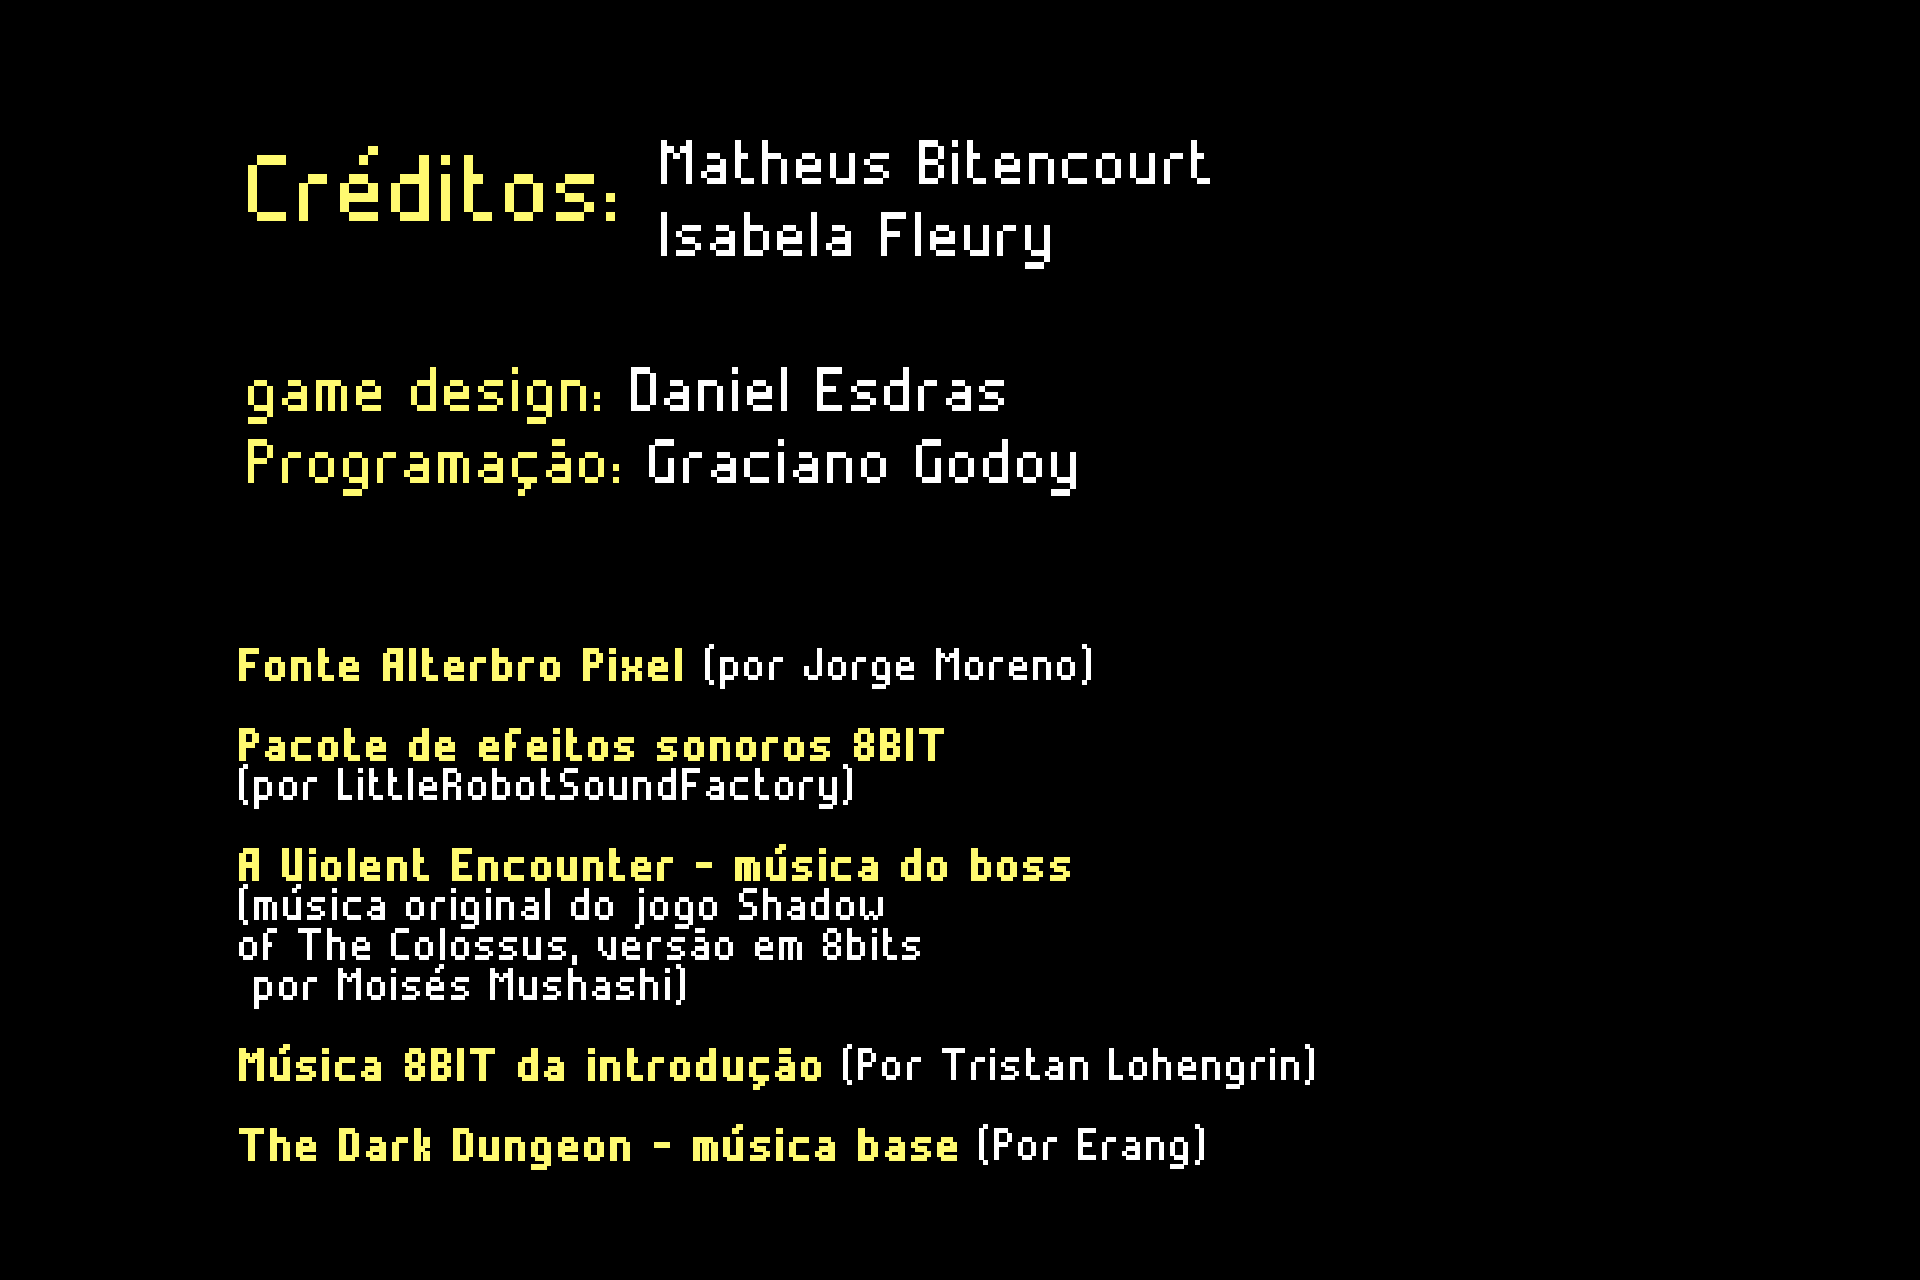 Créditos: Matheus Bitencourt
Isabela Fleury
game design: Daniel Esdras
Programação: Graciano Godoy
Fonte Alterbro Pixel (por Jorge Moreno)
Pacote de efeitos sonoros 8BIT
(por LittleRobotSoundFactory)
A Violent Encounter - música do boss
(música original do jogo Shadow
of The Colossus, versão em 8bits
por Moisés Mushashi)
Música 8BIT da introdução (Por Tristan Lohengrin)
The Dark Dungeon - música base (Por Erang)